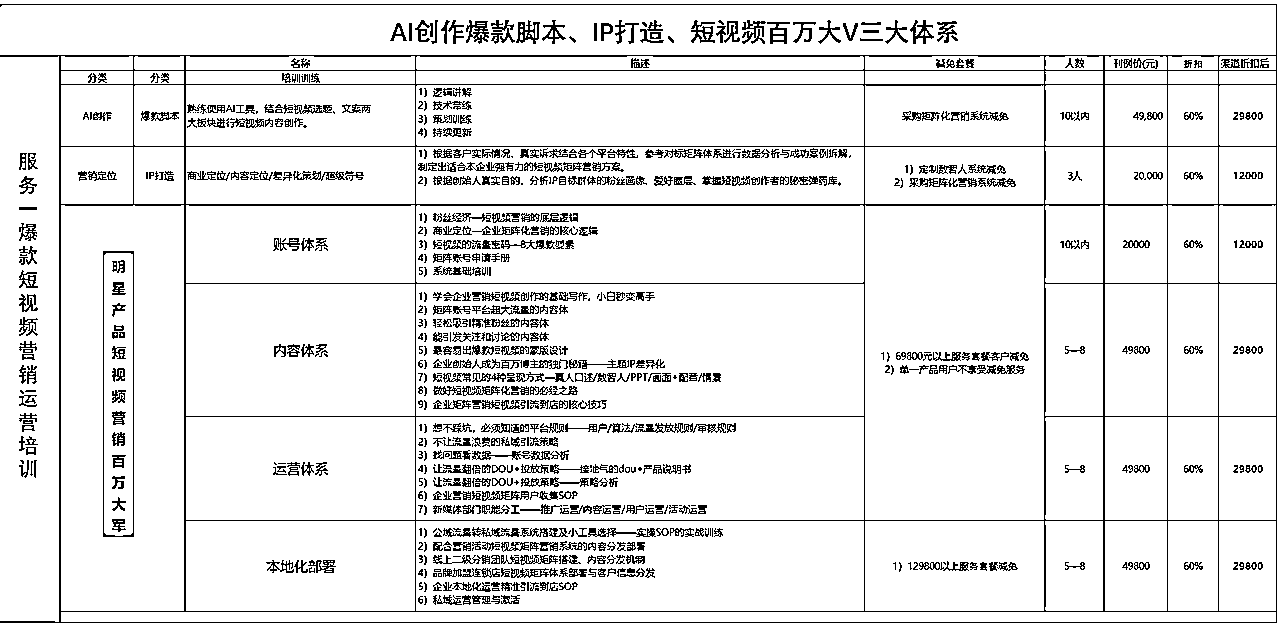 AI创作爆款脚本、IP打造、短视频百万大V三大体系
名称 描述 减免套餐 人数 利例价(元) 折扣 渠道折扣后
分类 分类 培训训练
服务一爆款短视频营销运营培训
AI创作 爆款脚本
熟练使用AI工具，结合短视频选题、文案两
大板块进行短视频内容创作。
1）逻辑讲解
2）技术常练
3）策划训练
4）持续更新
采购矩阵化营销系统减免 10以内 49,800 60% 29800
营销定位 IP打造 商业定位/内容定位/差异化策划/超级符号
1）根据客户实际情况、真实诉求结合各个平台特性，参考对标矩阵体系进行数据分析与成功案例拆解，
制定出适合本企业强有力的短视频矩阵营销方案。
2）根据创始人真实目的，分析IP目标群体的粉丝画像、爱好圈层、掌握短视频创作者的秘密弹药库。
1）定制数智人系统减免
2）采购矩阵化营销系统减免
3人 20,000 60% 12000
明星产品短视频营销百万大军
账号体系
1）粉丝经济—短视频营销的底层逻辑
2）商业定位—企业矩阵化营销的核心逻辑
3）短视频的流量密码—8大爆款要素
4）矩阵账号申请手册
5）系统基础培训
10以内 20000 60% 12000
内容体系
1）学会企业营销短视频创作的基础写作，小白秒变高手
2）矩阵账号平台超大流量的内容体
3）轻松吸引精准粉丝的内容体
4）能引发关注和讨论的内容体
5）最容易出爆款短视频的蒙版设计
6）企业创始人成为百万博主的独门秘籍——主题IP差异化
7）短视频常见的4种呈现方式—真人口述/数智人/PPT/画面+配音/情景
8）做好短视频矩阵化营销的必经之路
9）企业矩阵营销短视频引流到店的核心技巧
1）69800元以上服务套餐客户减免
2）单一产品用户不享受减免服务
5—8 49800 60% 29800
运营体系
1）想不踩坑，必须知道的平台规则——用户/算法/流量发放规则/审核规则
2）不让流量浪费的私域引流策略
3）找问题看数据——账号数据分析
4）让流量翻倍的DOU+投放策略——接地气的dou+产品说明书
5）让流量翻倍的DOU+投放策略——策略分析
6）企业营销短视频矩阵用户收集SOP
7）新媒体部门职能分工——推广运营/内容运营/用户运营/活动运营
5—8 49800 60% 29800
本地化部署
1）公域流量转私域流量系统搭建及小工具选择——实操SOP的实战训练
2）配合营销活动短视频矩阵营销系统的内容分发部署
3）线上二级分销团队短视频矩阵搭建、内容分发机制
4）品牌加盟连锁店短视频矩阵体系部署与客户信息分发
5）企业本地化运营精准引流到店SOP
6）私域运营管理与激活
1）129800以上服务套餐减免
5—8 49800 60% 29800